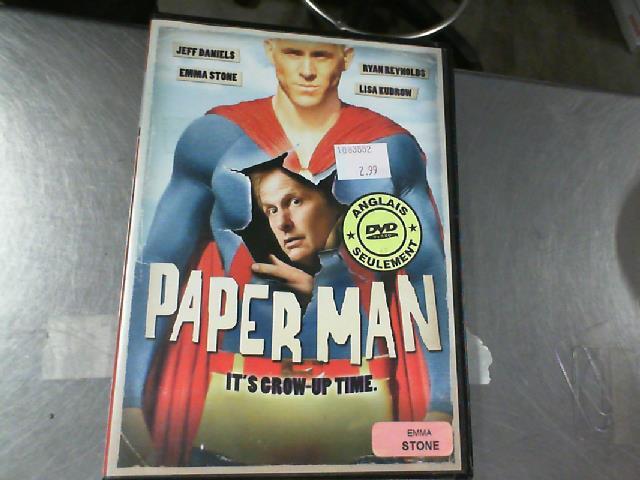 JEFF DANIELS
EMMA STONE
RYAN REYNOLDS
LISA KUDROW
1083552
2.99
ANGLAIS
DVD
SEULEMENT
PAPER MAN
IT'S GROW-UP TIME.
EMMA
STONE